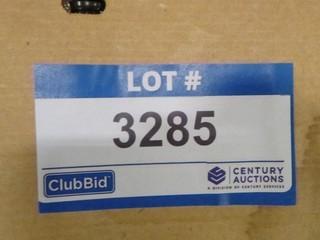 LOT #
3285
ClubBid
CENTURY
AUCTIONS
A DIVISION OF CENTURY SERVICES